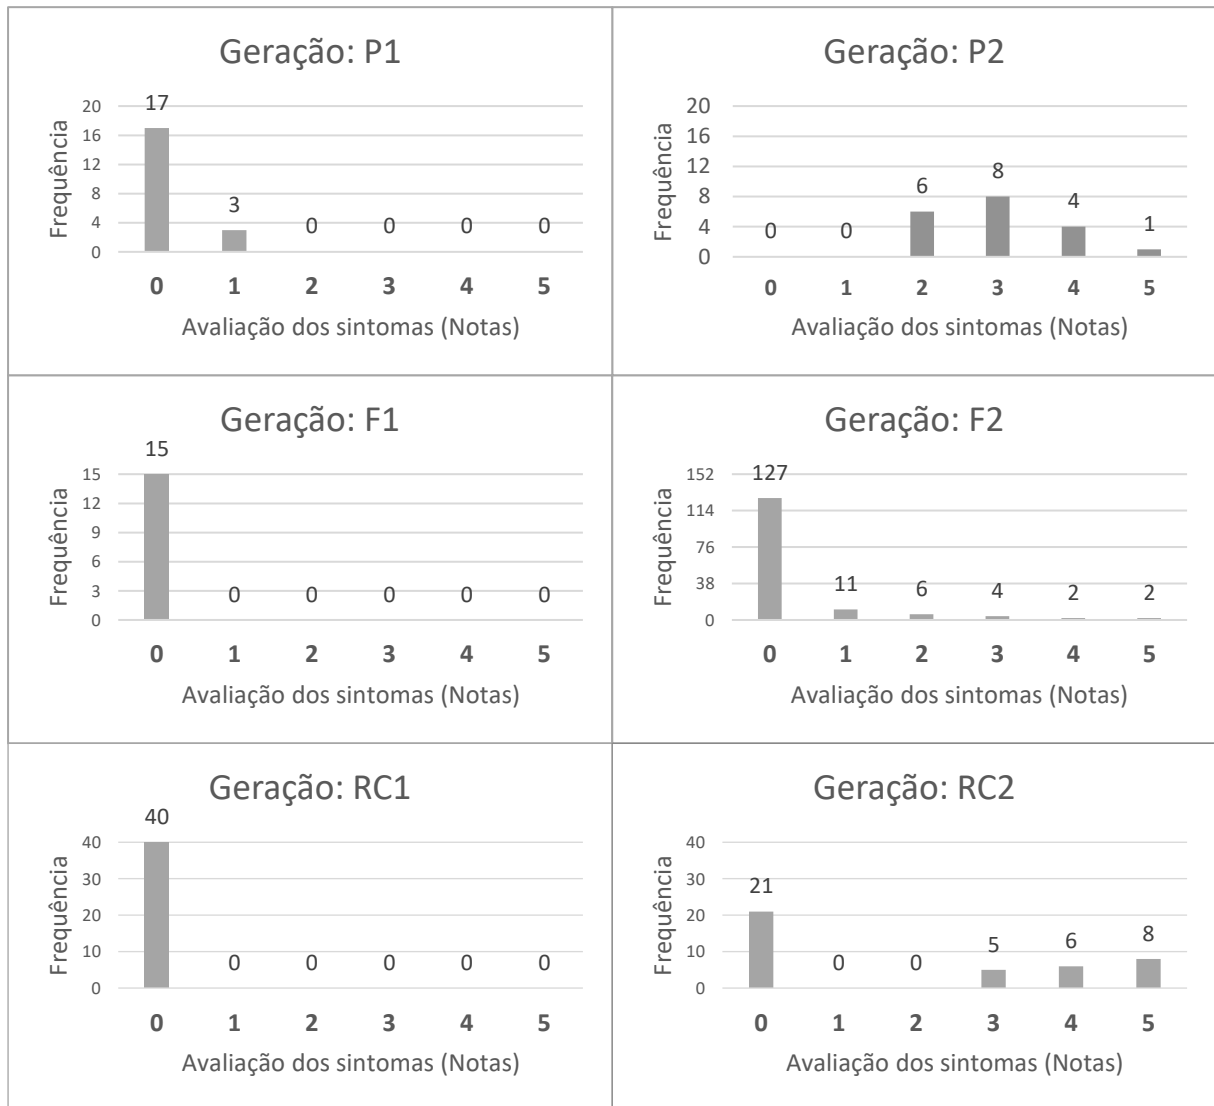 Geração: P1
17
20
16
12
8
4
0
3
0
0
0
0
Frequência
0 1 2 3 4 5
Avaliação dos sintomas (Notas)
Geração: P2
20
16
12
8
4
0
0
0
6
8
4
1
Frequência
0 1 2 3 4 5
Avaliação dos sintomas (Notas)
Geração: F1
15
15
12
9
6
3
0
0
0
0
0
0
Frequência
0 1 2 3 4 5
Avaliação dos sintomas (Notas)
Geração: F2
152
114
76
38
0
127
11
6
4
2
2
Frequência
0 1 2 3 4 5
Avaliação dos sintomas (Notas)
Geração: RC1
40
40
30
20
10
0
0
0
0
0
0
Frequência
0 1 2 3 4 5
Avaliação dos sintomas (Notas)
Geração: RC2
40
30
20
10
0
21
0
0
5
6
8
Frequência
0 1 2 3 4 5
Avaliação dos sintomas (Notas)